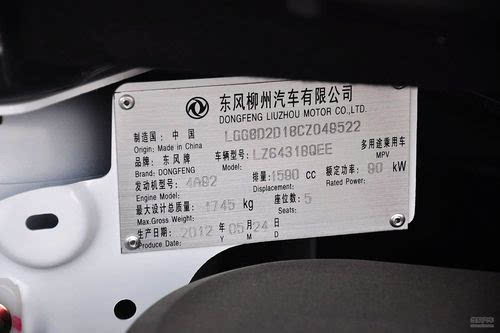 东风柳州汽车有限公司
DONGFENG LIUZHOU MOTOR CO.,LTD.
制造国：中国 LGG8D2D18CZ049522
Origin: Made in China
品牌：东风牌 车辆型号： LZ6431BQEE 多用途乘用车
Brand: DONGFENG Vehicle Model: MPV
发动机型号： 4A92 排量： 1590 cc 额定功率： 90 kW
Engine Model: Displacement: Rated Power:
最大设计总质量： 1745 kg 座位数： 5
Max.Gross Weight: Seats:
生产日期： 2012 年 05 月 24 日
Produce Date: Y M D